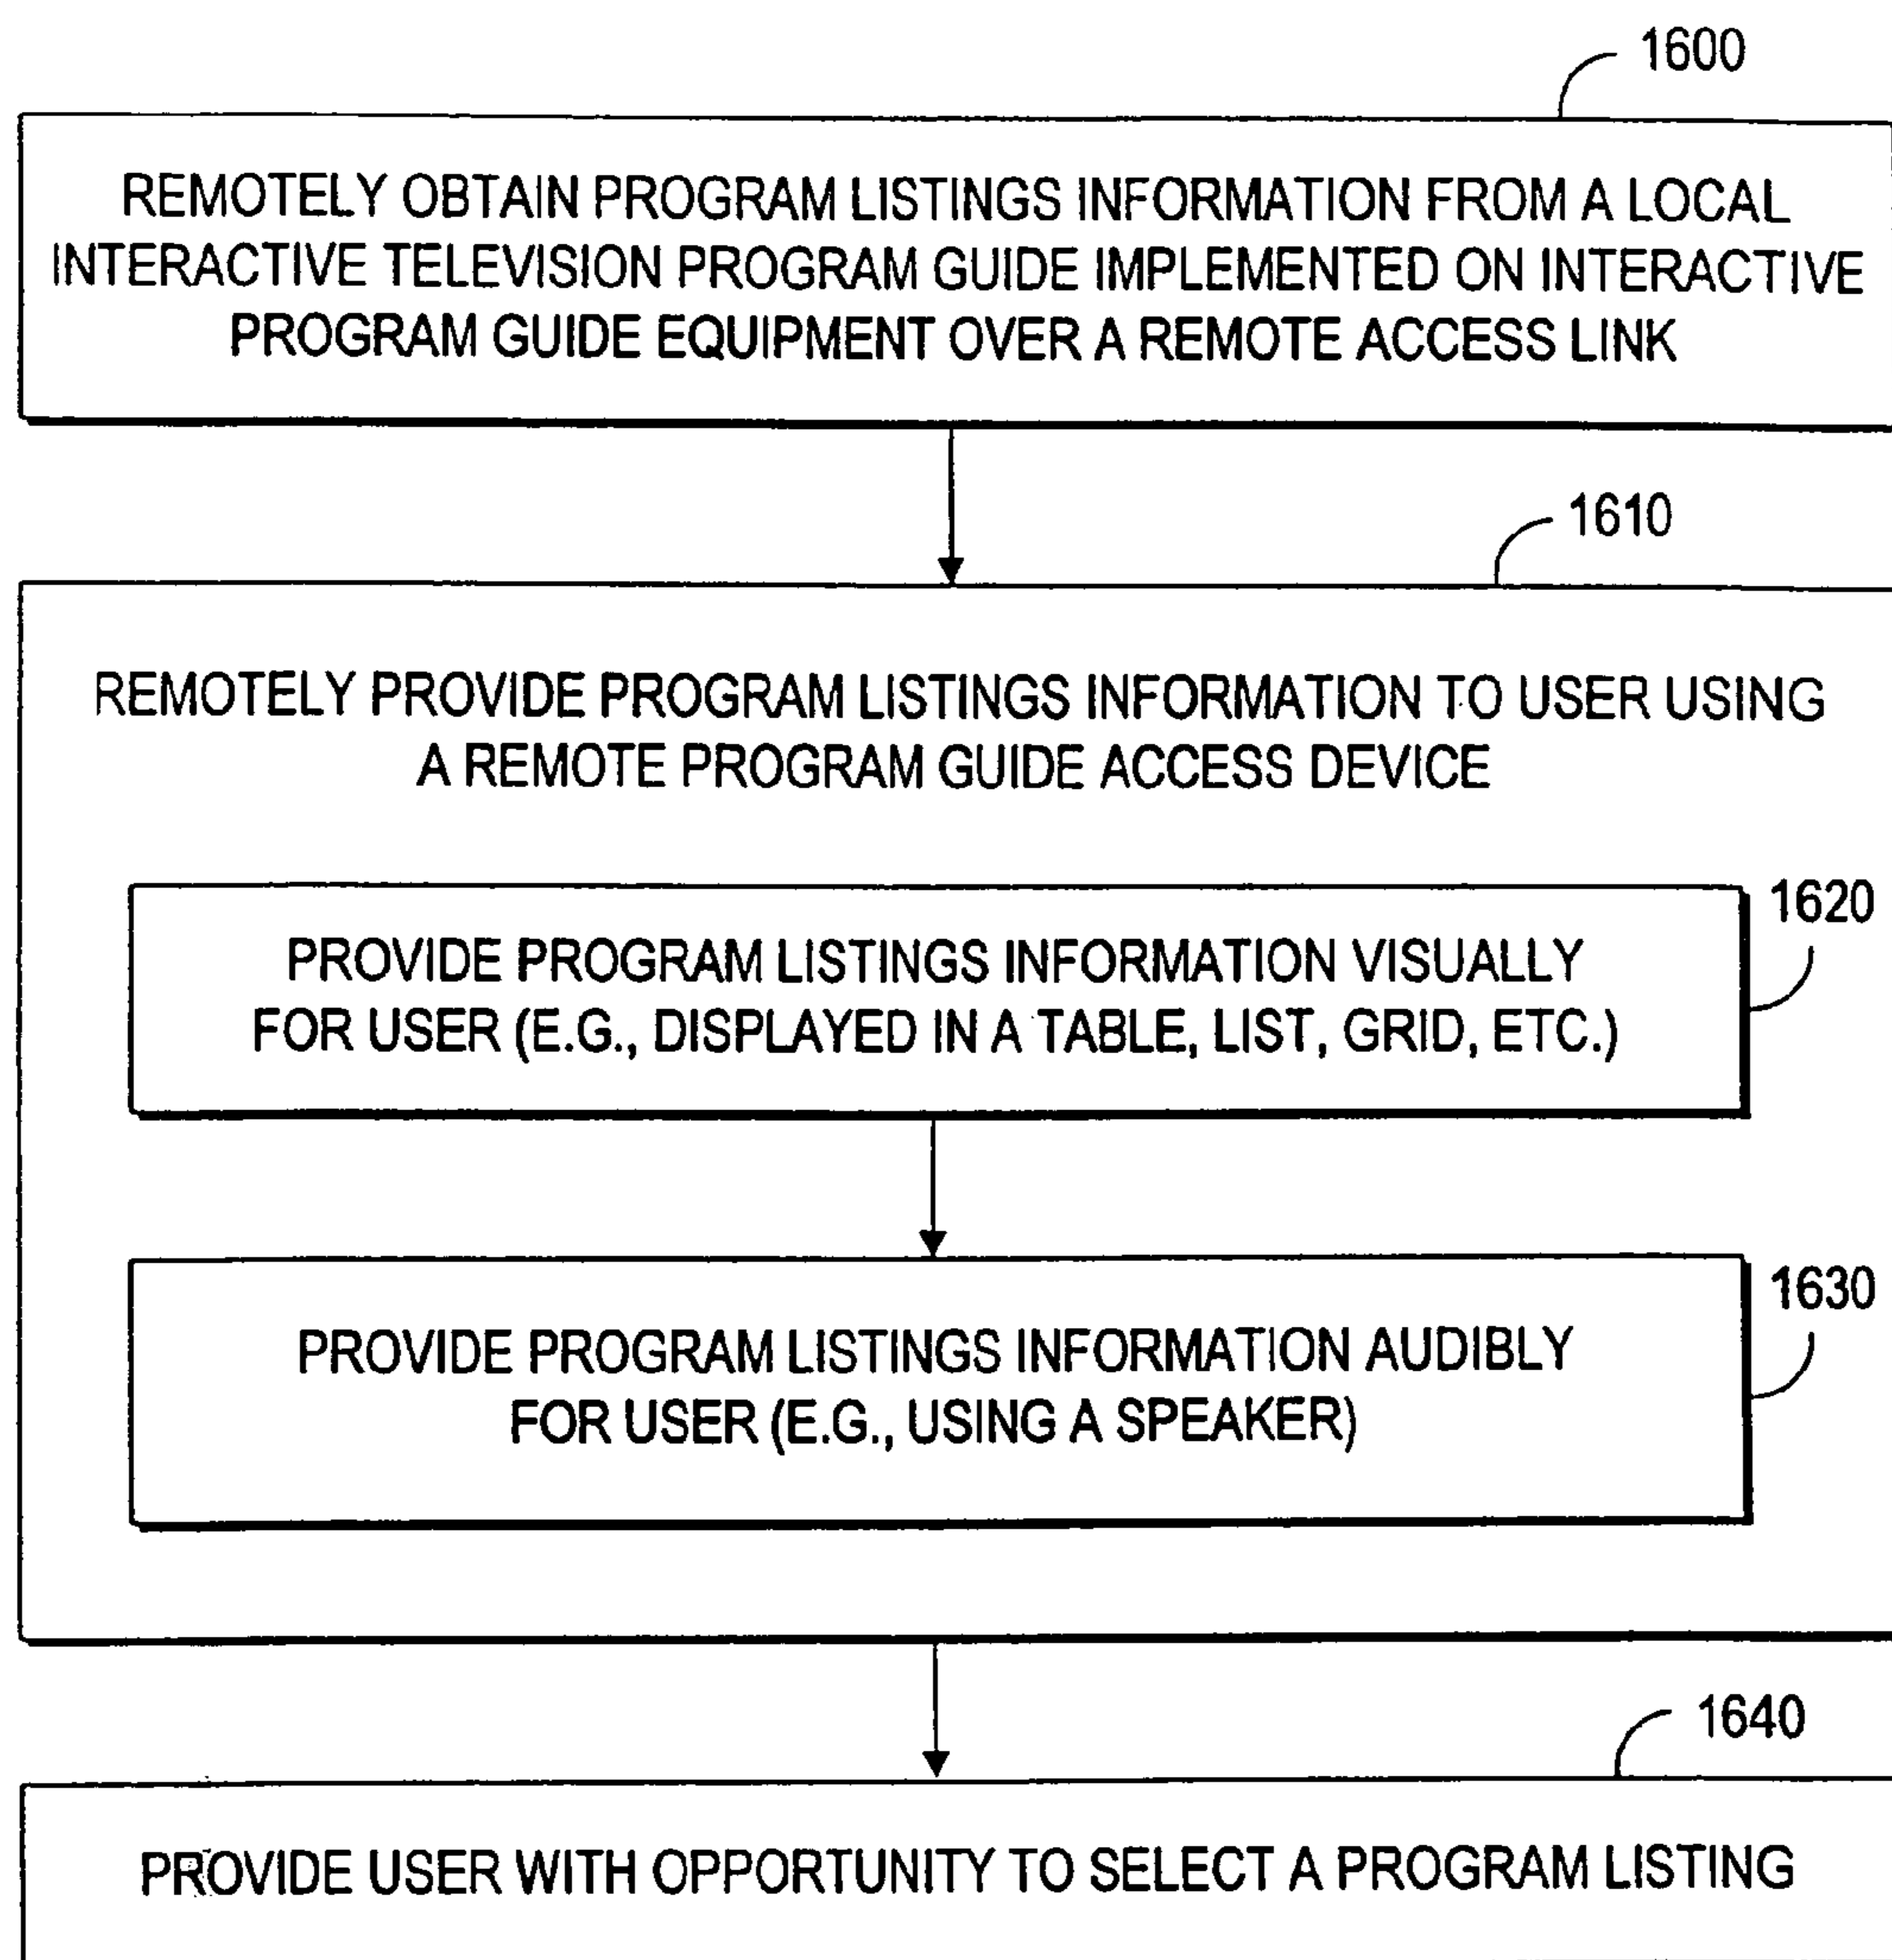 1600
REMOTELY OBTAIN PROGRAM LISTINGS INFORMATION FROM A LOCAL
INTERACTIVE TELEVISION PROGRAM GUIDE IMPLEMENTED ON INTERACTIVE
PROGRAM GUIDE EQUIPMENT OVER A REMOTE ACCESS LINK
1610
REMOTELY PROVIDE PROGRAM LISTINGS INFORMATION TO USER USING
A REMOTE PROGRAM GUIDE ACCESS DEVICE
1620
PROVIDE PROGRAM LISTINGS INFORMATION VISUALLY
FOR USER (E.G., DISPLAYED IN A TABLE, LIST, GRID, ETC.)
1630
PROVIDE PROGRAM LISTINGS INFORMATION AUDIBLY
FOR USER (E.G., USING A SPEAKER)
1640
PROVIDE USER WITH OPPORTUNITY TO SELECT A PROGRAM LISTING